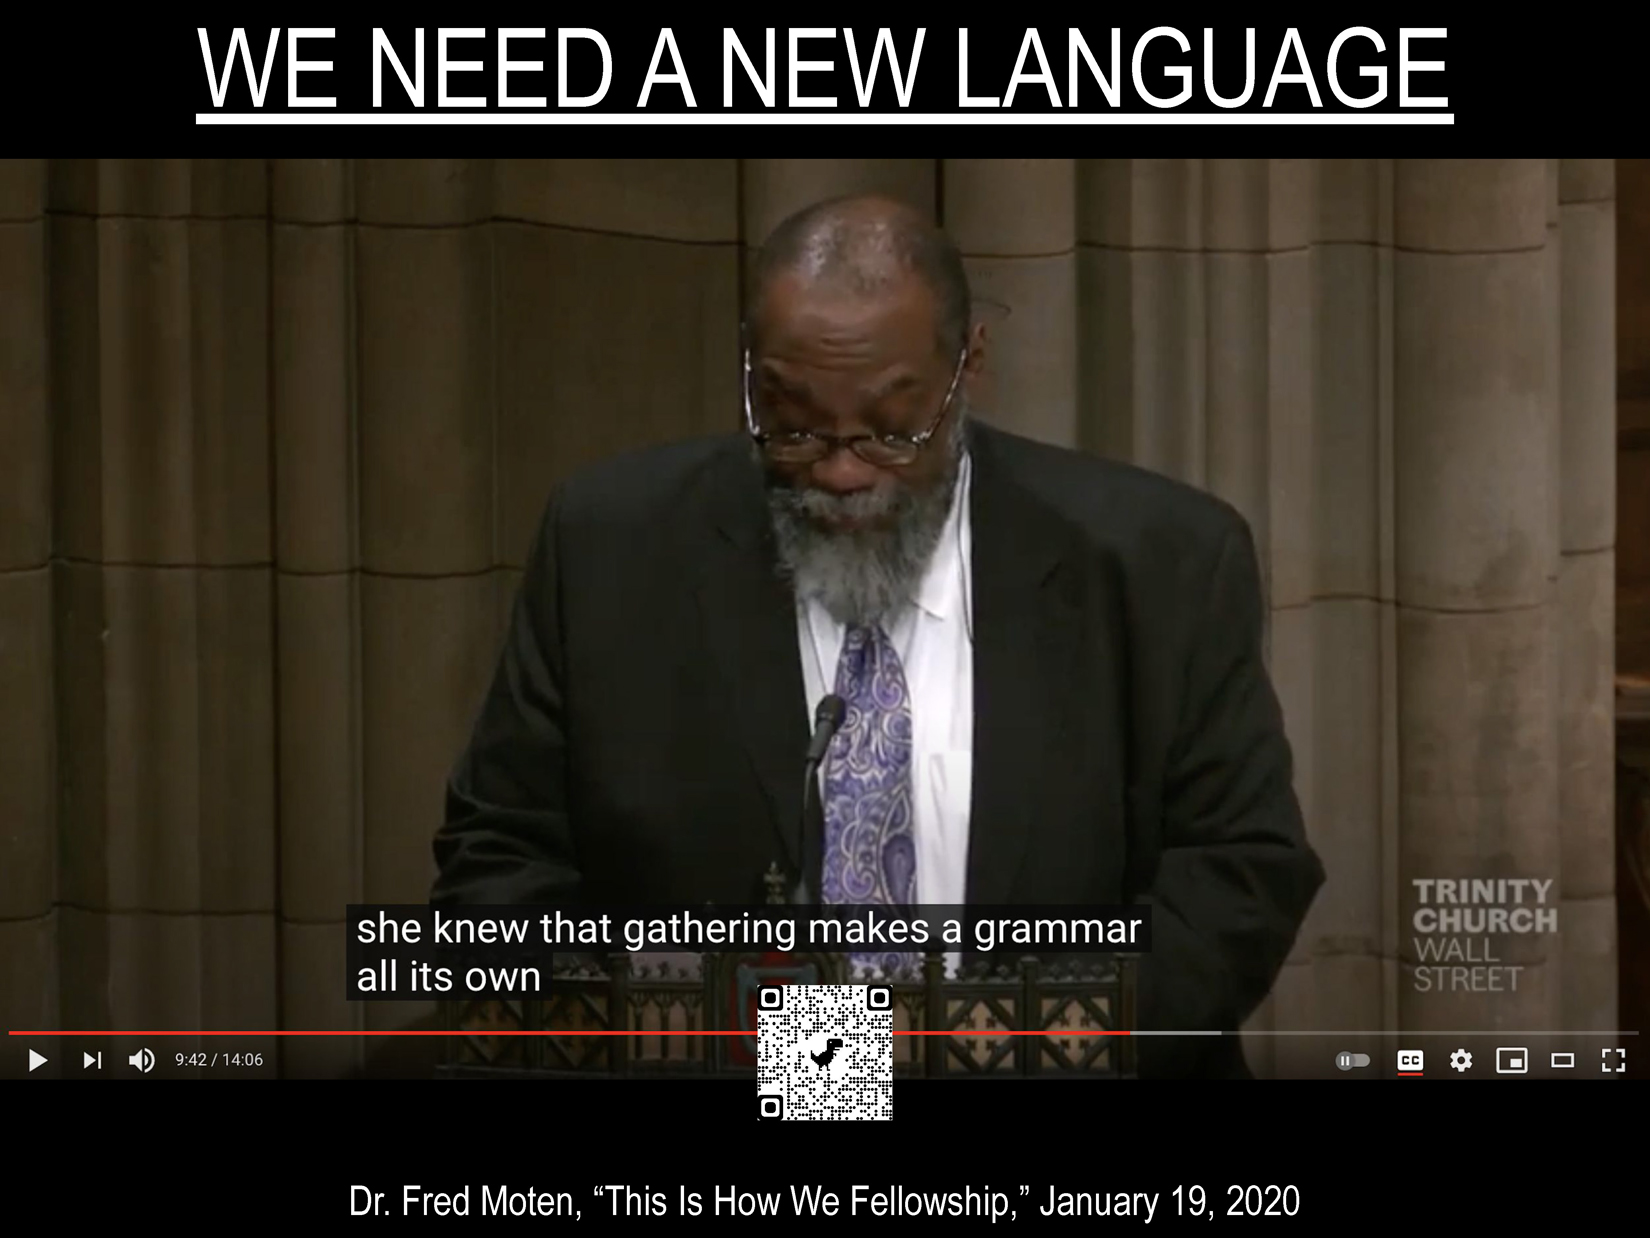 WE NEED A NEW LANGUAGE
she knew that gathering makes a grammar
all its own
TRINITY
CHURCH
WALL
STREET
9:42 / 14:06
CC
Dr. Fred Moten, “This Is How We Fellowship,” January 19, 2020